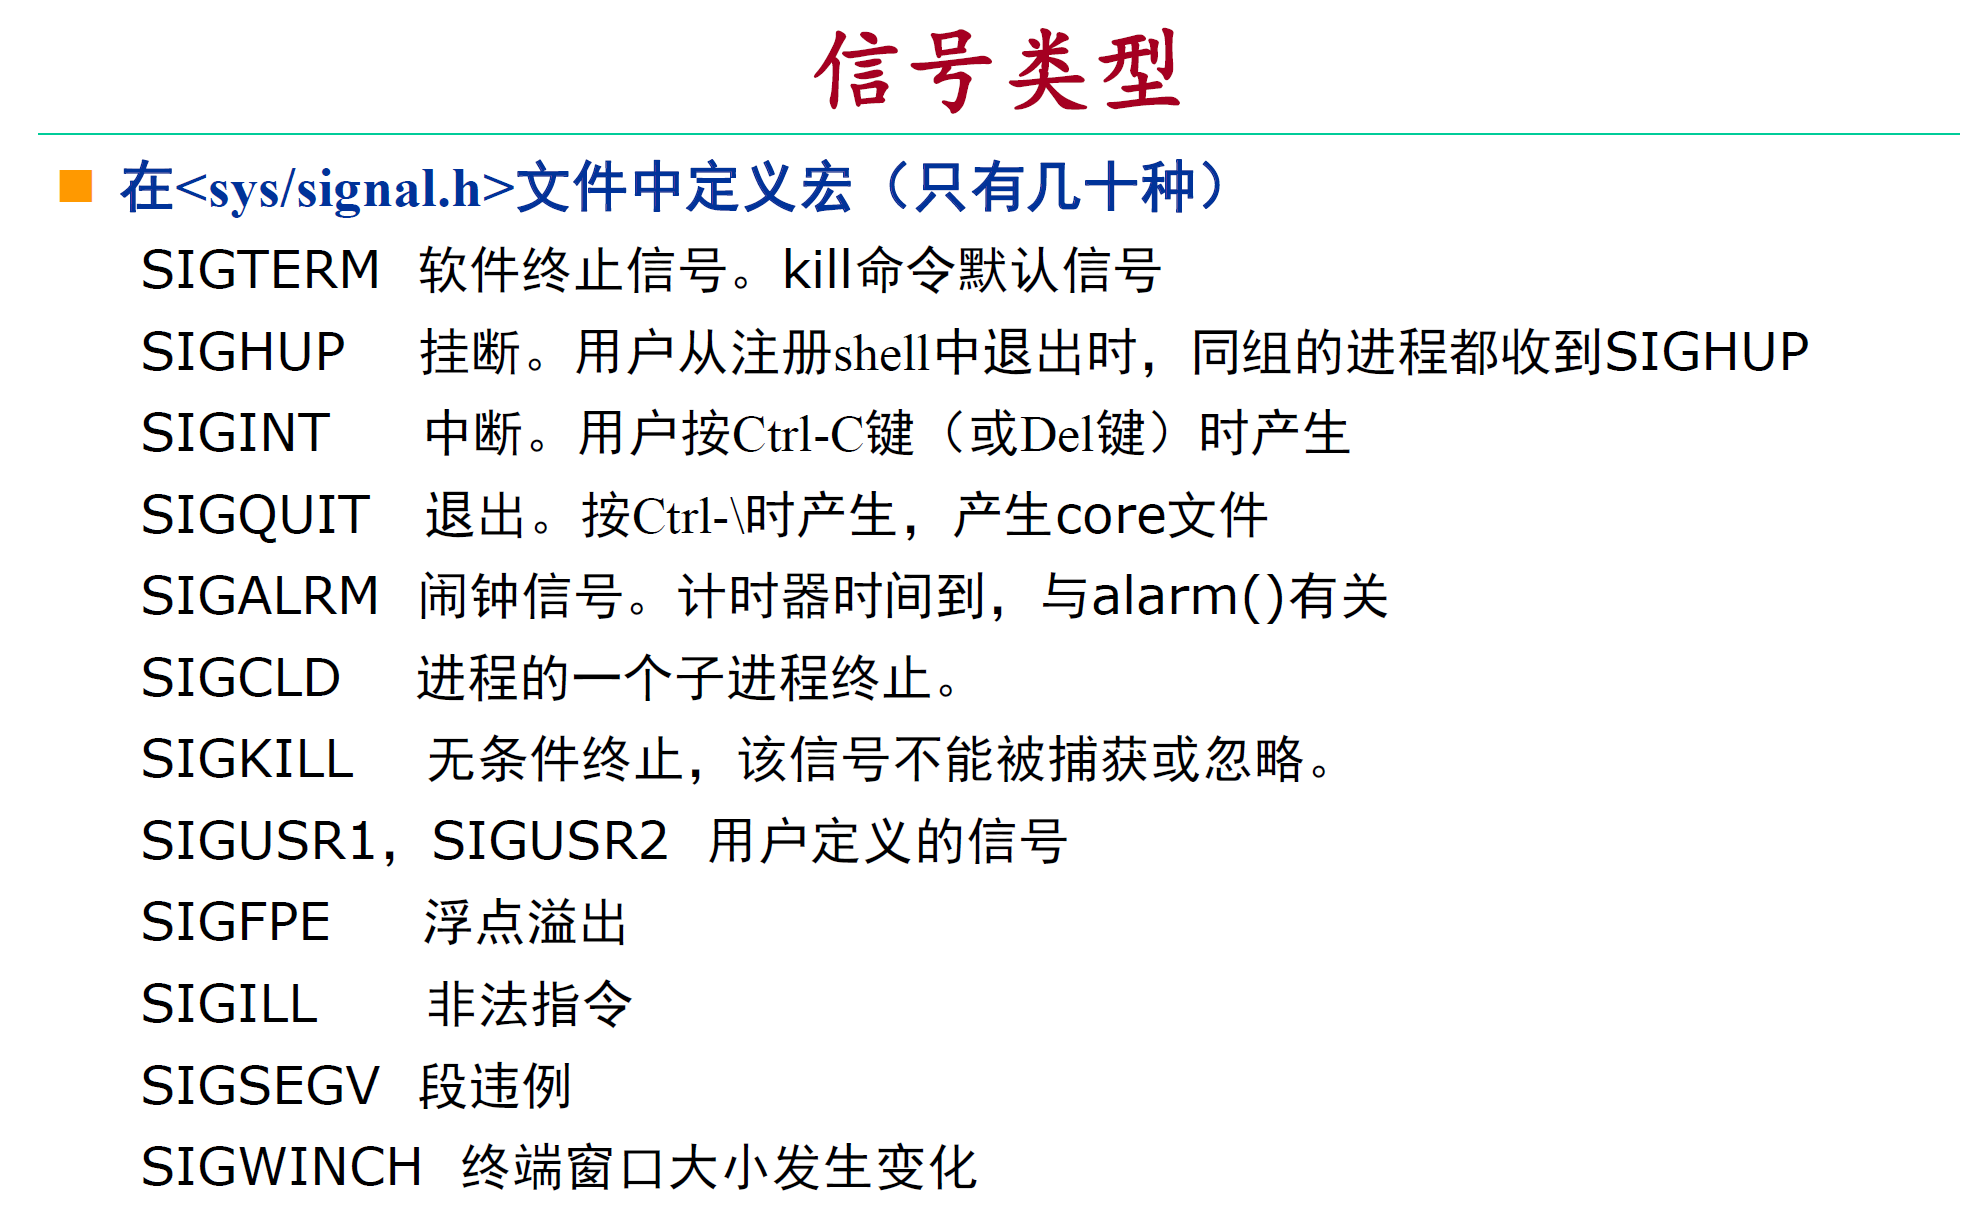 信号类型
在<sys/signal.h>文件中定义宏（只有几十种）
SIGTERM 软件终止信号。kill命令默认信号
SIGHUP 挂断。用户从注册shell中退出时，同组的进程都收到SIGHUP
SIGINT 中断。用户按Ctrl-C键（或Del键）时产生
SIGQUIT 退出。按Ctrl-\时产生，产生core文件
SIGALRM 闹钟信号。计时器时间到，与alarm()有关
SIGCLD 进程的一个子进程终止。
SIGKILL 无条件终止，该信号不能被捕获或忽略。
SIGUSR1，SIGUSR2 用户定义的信号
SIGFPE 浮点溢出
SIGILL 非法指令
SIGSEGV 段违例
SIGWINCH 终端窗口大小发生变化